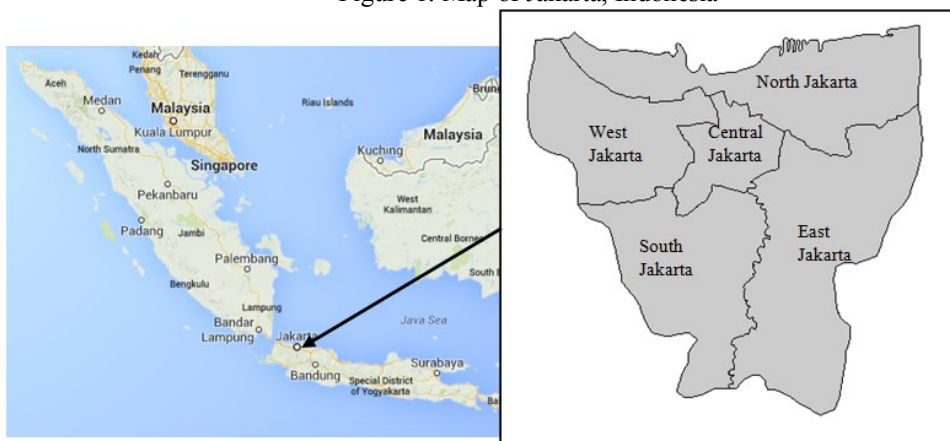 Figure 1. Map of Jakarta, Indonesia
Kedah
Penang
Terengganu
Aceh
Medan
Malaysia
Kuala Lumpur
Riau Islands
North Sumatra
Singapore
Pekanbaru
Padang
Jambi
Palembang
Bengkulu
Lampung
Bandar
Lampung
Jakarta
Bandung
Special District
of Yogyakarta
Surabaya
Java Sea
Malaysia
Kuching
West
Kalimantan
Central Borneo
North Jakarta
West
Jakarta
Central
Jakarta
South
Jakarta
East
Jakarta